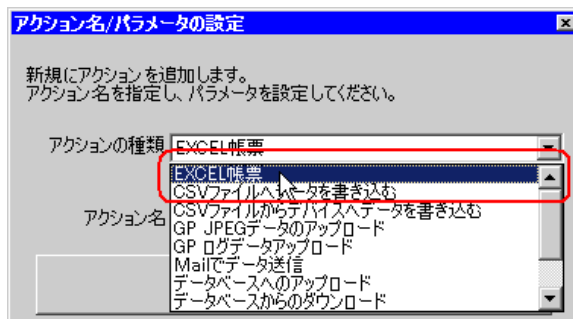 アクション名/パラメータの設定
新規にアクションを追加します。
アクション名を指定し、パラメータを設定してください。
アクションの種類 EXCEL帳票
EXCEL帳票
CSVファイルへデータを書き込む
アクション名 CSVファイルからデバイスへデータを書き込む
GP JPEGデータのアップロード
GP ログデータアップロード
Mailでデータ送信
データベースへのアップロード
データベースからのダウンロード